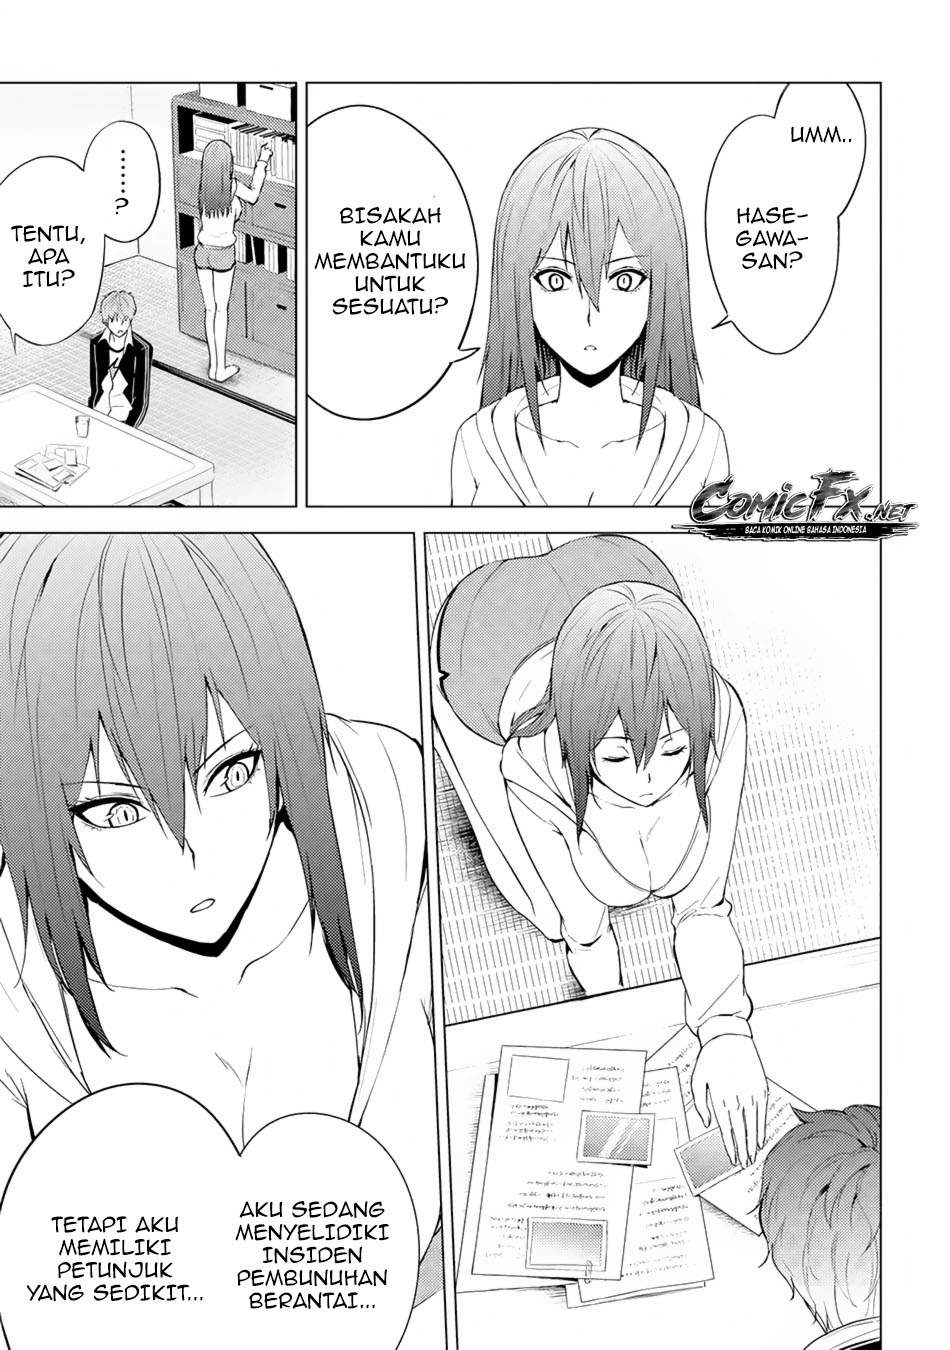 UMM..
HASE-
GAWA-
SAN?
BISAKAH
KAMU
MEMBANTUKU
UNTUK
SESUATU?
......?
TENTU,
APA
ITU?
COMICFX.NET
BACA KOMIK ONLINE BAHASA INDONESIA
AKU SEDANG
MENYELIDIKI
INSIDEN
PEMBUNUHAN
BERANTAI...
TETAPI AKU
MEMILIKI
PETUNJUK
YANG SEDIKIT...